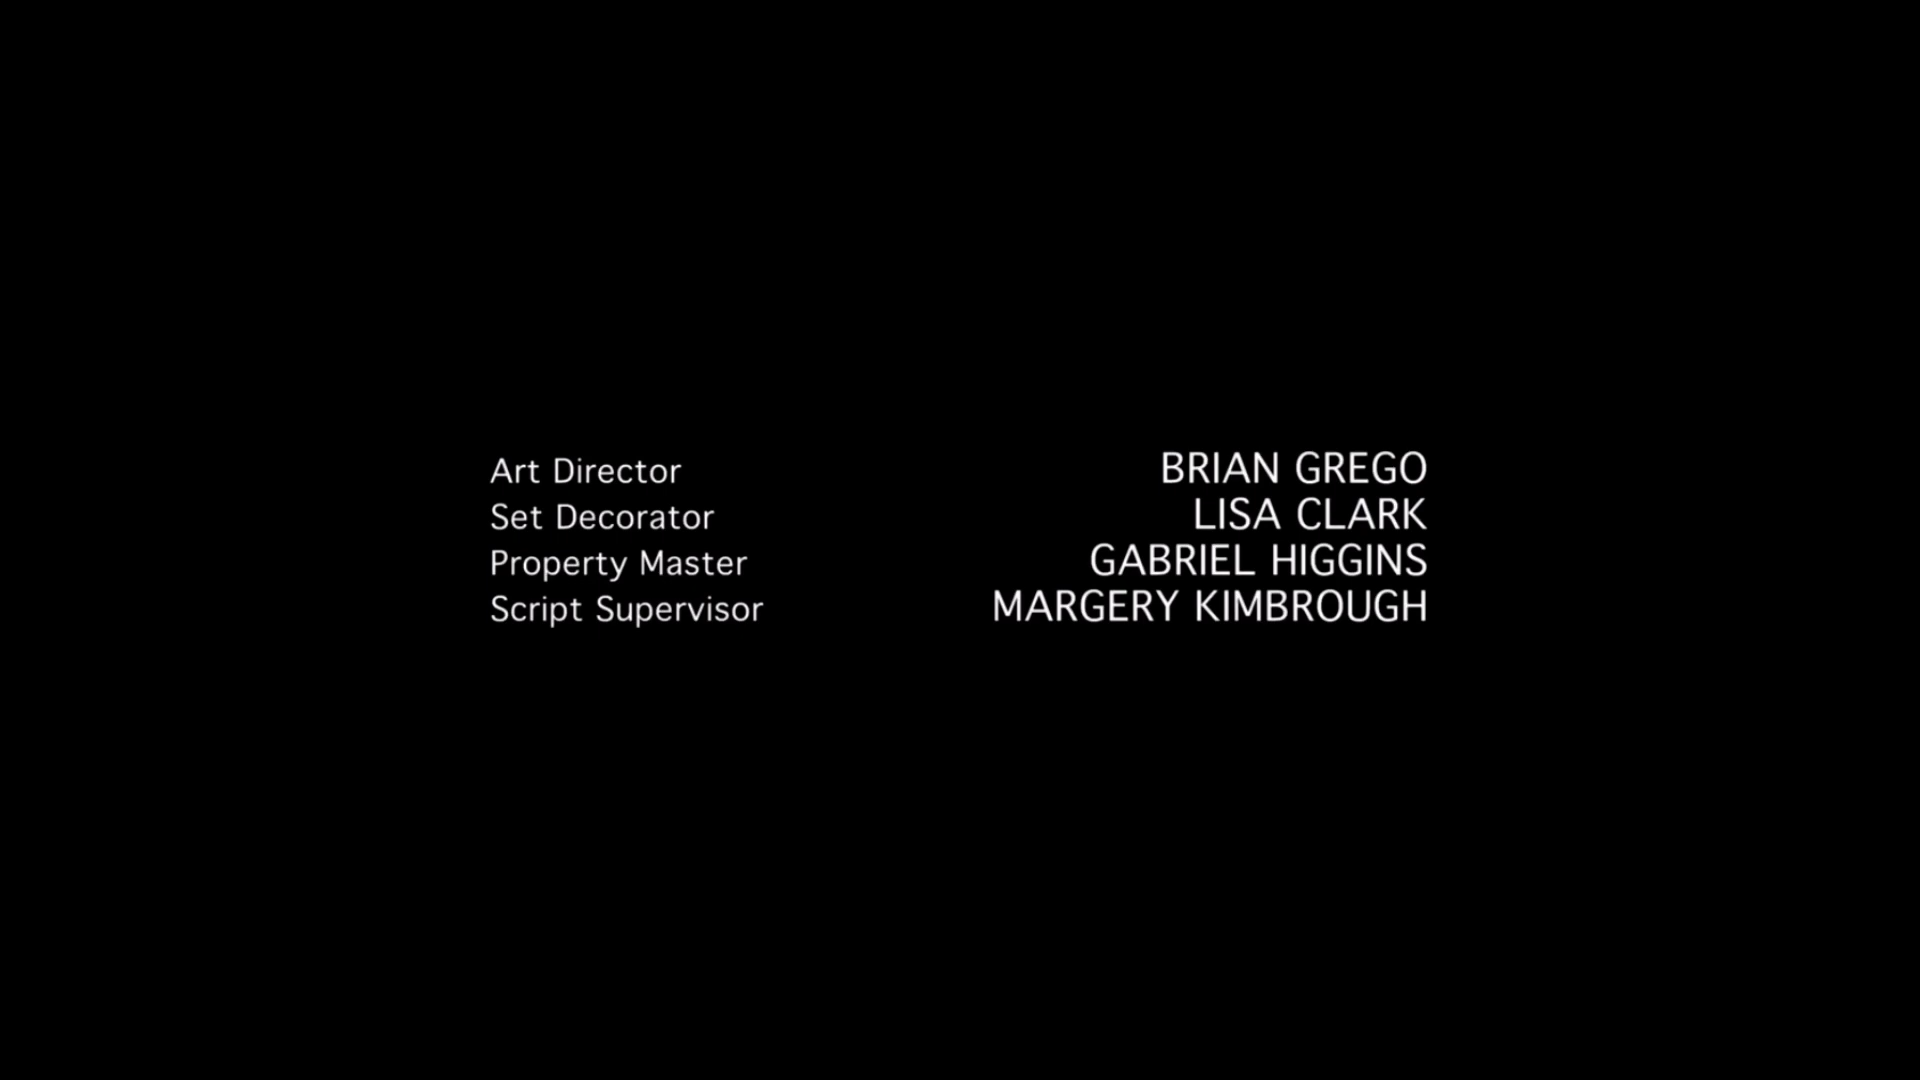 Art Director BRIAN GREGO
Set Decorator LISA CLARK
Property Master GABRIEL HIGGINS
Script Supervisor MARGERY KIMBROUGH